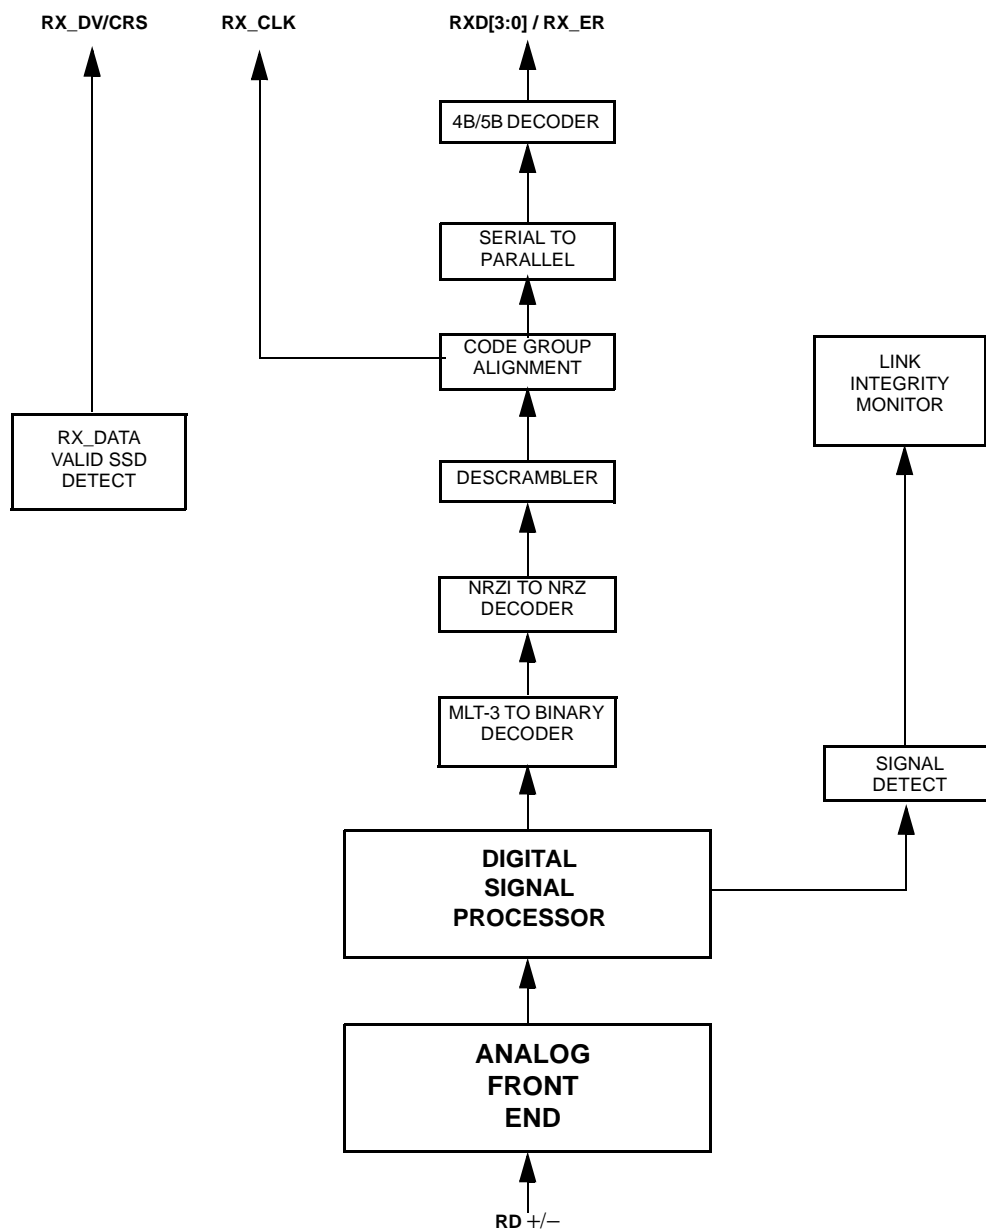 RX_DV/CRS
RX_CLK
RXD[3:0] / RX_ER
4B/5B DECODER
SERIAL TO
PARALLEL
CODE GROUP
ALIGNMENT
LINK
INTEGRITY
MONITOR
RX_DATA
VALID SSD
DETECT
DESCRAMBLER
NRZI TO NRZ
DECODER
MLT-3 TO BINARY
DECODER
SIGNAL
DETECT
DIGITAL
SIGNAL
PROCESSOR
ANALOG
FRONT
END
RD +/−